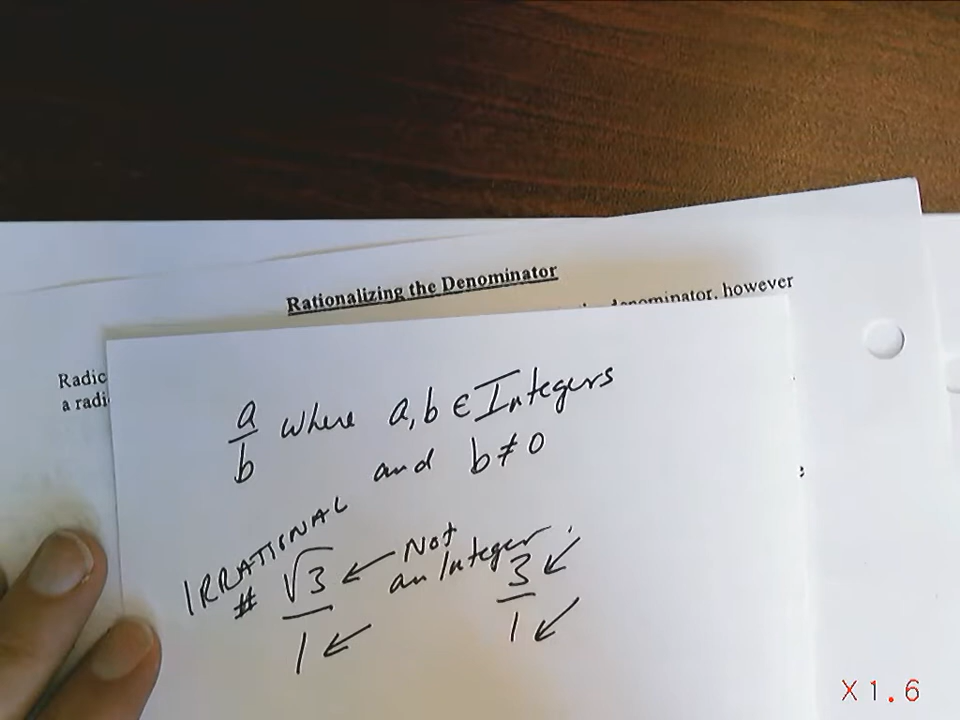 Rationalizing the Denominator
denominator, however
Radic
a radi
a/b where a, b ∈ Integers
and b ≠ 0
IRRATIONAL #
√3/1 ← Not an Integer.
3/1
X1.6